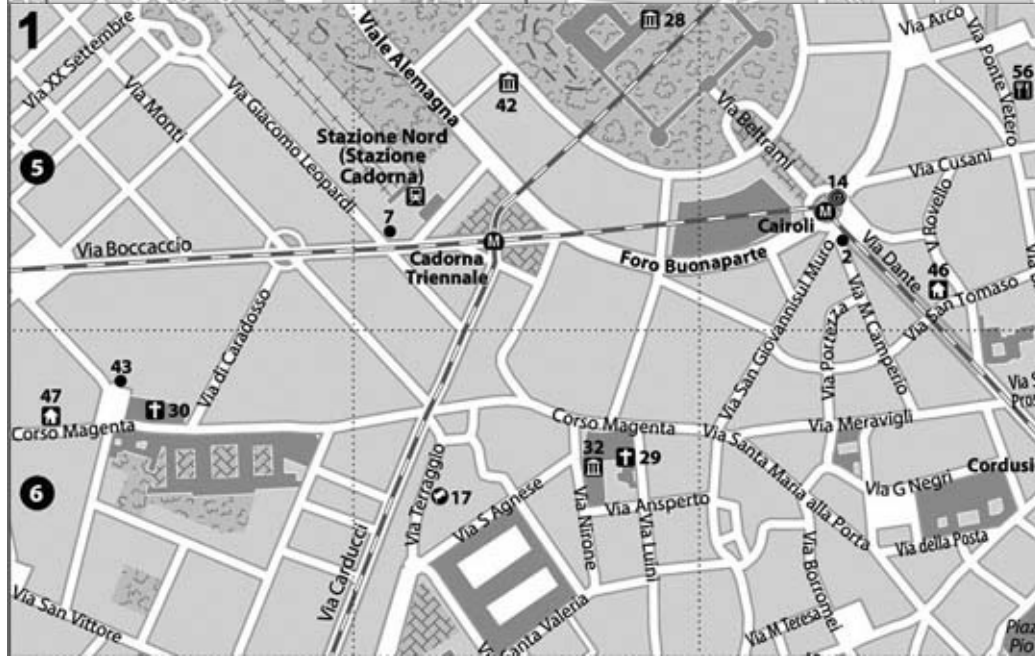 1
Via XX Settembre
Via Monti
Via Giacomo Leopardi
Viale Alemagna
28
42
Via Arco
Via Ponte Vetero
56
Via Beltrami
Stazione Nord
(Stazione
Cadorna)
5
7
14
Via Cusani
Via Rovello
Cairoli
Via Boccaccio
Cadorna
Triennale
M
M
Foro Buonaparte
2
Via Dante
46
Via San Tomaso
Via San Giovannisul Muro
Via Portezza
Via M Camperio
Via di Caradosso
43
47
30
Corso Magenta
Corso Magenta
32
29
Via Meravigli
Via Santa Maria alla Porta
Cordusi
6
17
Via Terraggio
Via S Agnese
Via Nirone
Via Ansperto
Via Luini
Via G Negri
Via della Posta
Via Carducci
Via Borromei
Via San Vittore
Via Santa Valeria
Via M Teresa